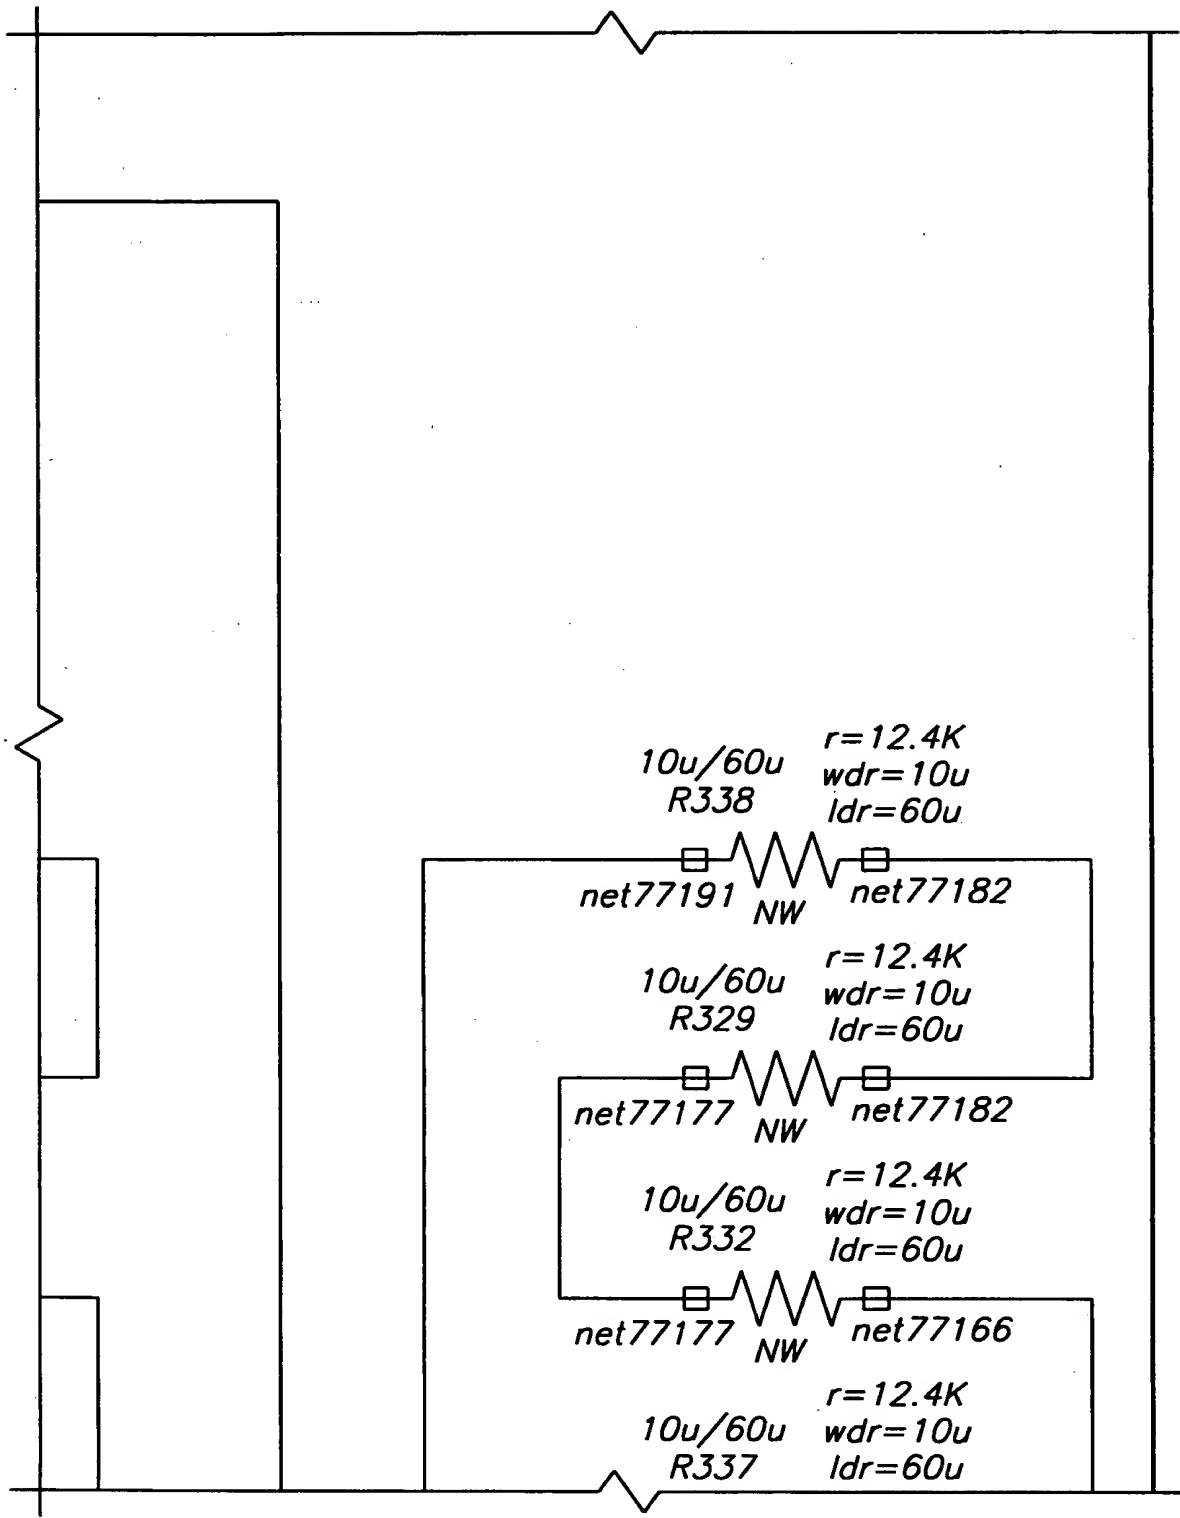 10u/60u
R338
r=12.4K
wdr=10u
ldr=60u
net77191
NW
net77182
10u/60u
R329
r=12.4K
wdr=10u
ldr=60u
net77177
NW
net77182
10u/60u
R332
r=12.4K
wdr=10u
ldr=60u
net77177
NW
net77166
10u/60u
R337
r=12.4K
wdr=10u
ldr=60u